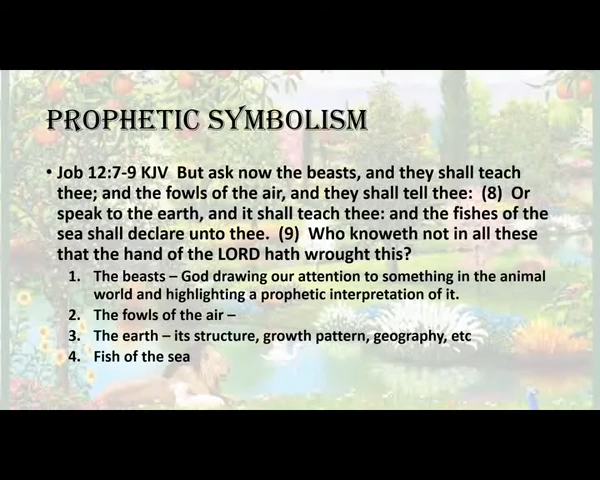 PROPHETIC SYMBOLISM
• Job 12:7-9 KJV  But ask now the beasts, and they shall teach
thee; and the fowls of the air, and they shall tell thee:  (8)  Or
speak to the earth, and it shall teach thee: and the fishes of the
sea shall declare unto thee.  (9)  Who knoweth not in all these
that the hand of the LORD hath wrought this?
1. The beasts – God drawing our attention to something in the animal
world and highlighting a prophetic interpretation of it.
2. The fowls of the air –
3. The earth – its structure, growth pattern, geography, etc
4. Fish of the sea